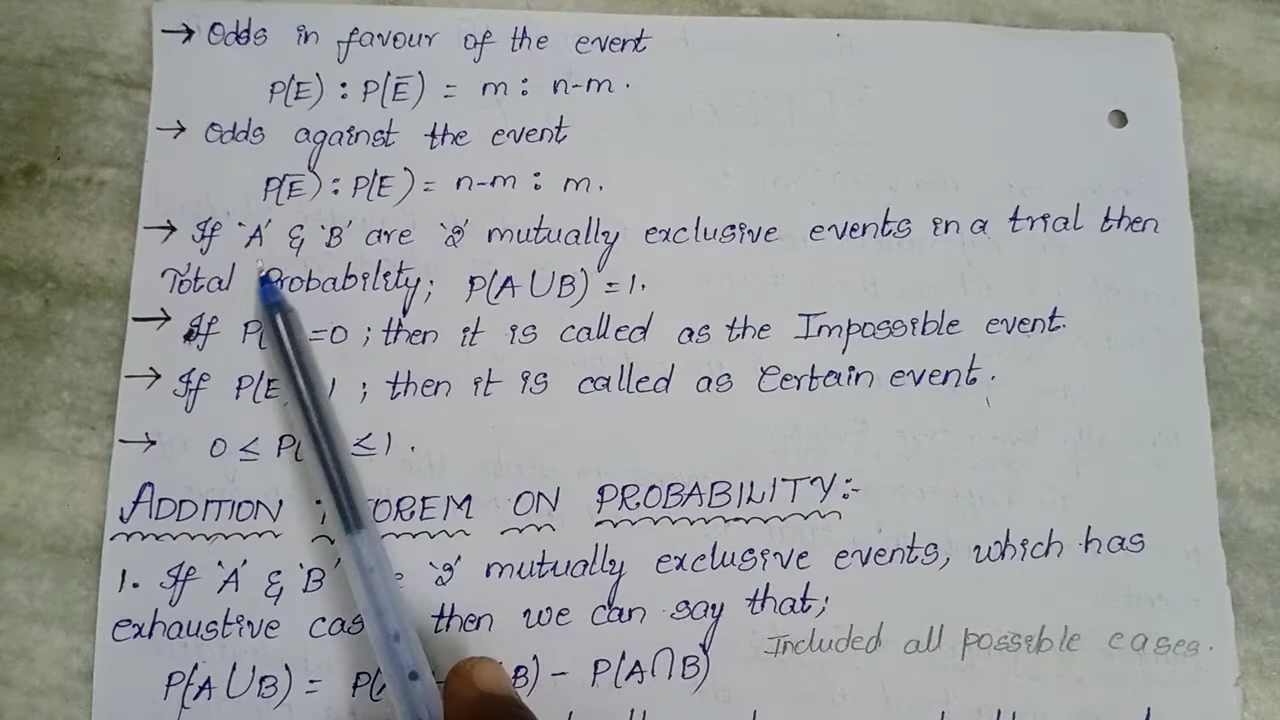 → Odds in favour of the event
P(E) : P(Ē) = m : n-m.
→ Odds against the event
P(Ē) : P(E) = n-m : m.
→ If 'A' & 'B' are '2' mutually exclusive events in a trial then
Total Probability; P(A ∪ B) = 1.
→ If P( =0 ; then it is called as the Impossible event.
→ If P(E 1 ; then it is called as Certain event.
→ 0 ≤ P( ≤ 1.
ADDITION OREM ON PROBABILITY:-
1. If 'A' & 'B' '2' mutually exclusive events, which has
exhaustive cas then we can say that;
Included all possible cases.
P(A ∪ B) = P( B) - P(A ∩ B)